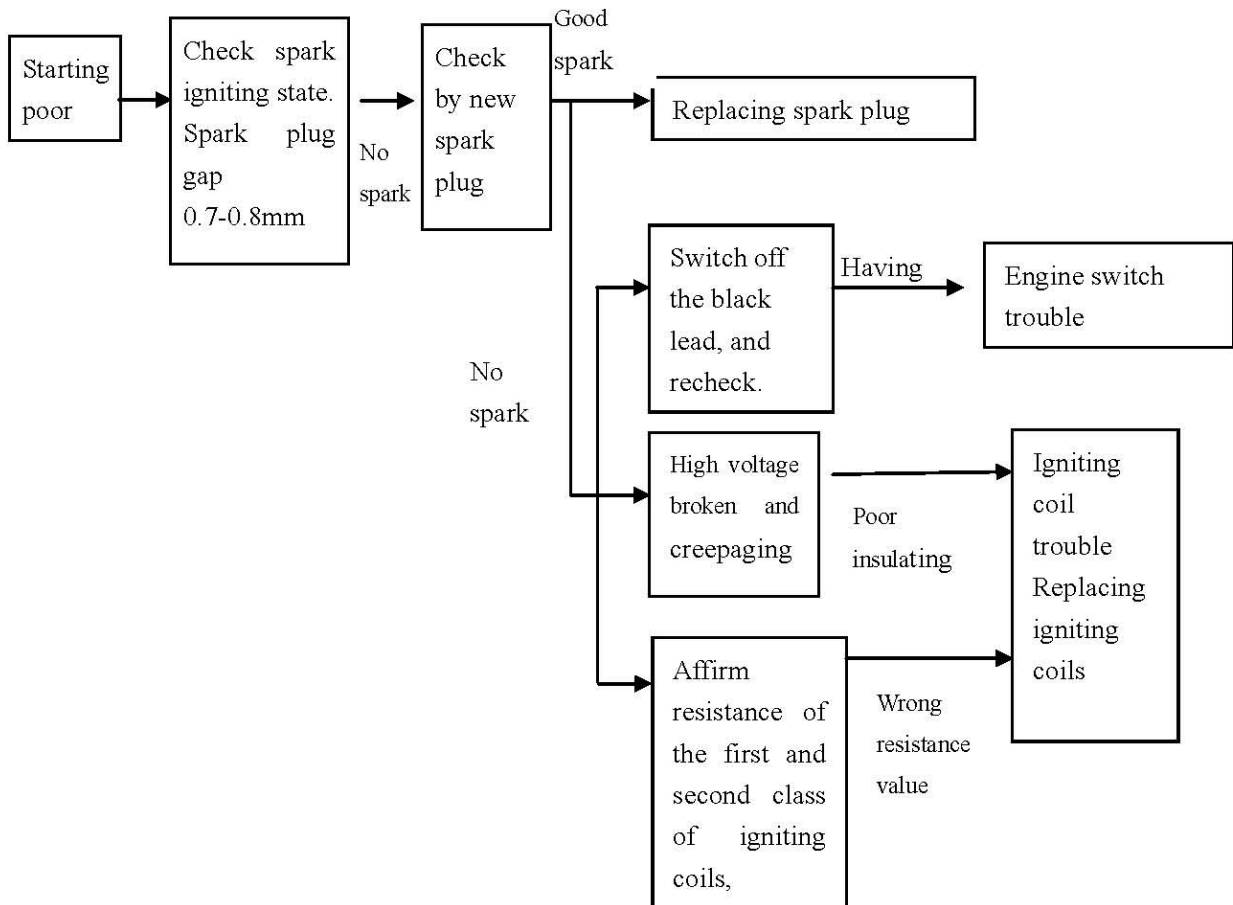 Starting
poor
Check spark
igniting state.
Spark plug
gap
0.7-0.8mm
No
spark
Check
by new
spark
plug
Good
spark
Replacing spark plug
No
spark
Switch off
the black
lead, and
recheck.
Having
Engine switch
trouble
High voltage
broken and
creepaging
Poor
insulating
Igniting
coil
trouble
Replacing
igniting
coils
Affirm
resistance of
the first and
second class
of igniting
coils,
Wrong
resistance
value